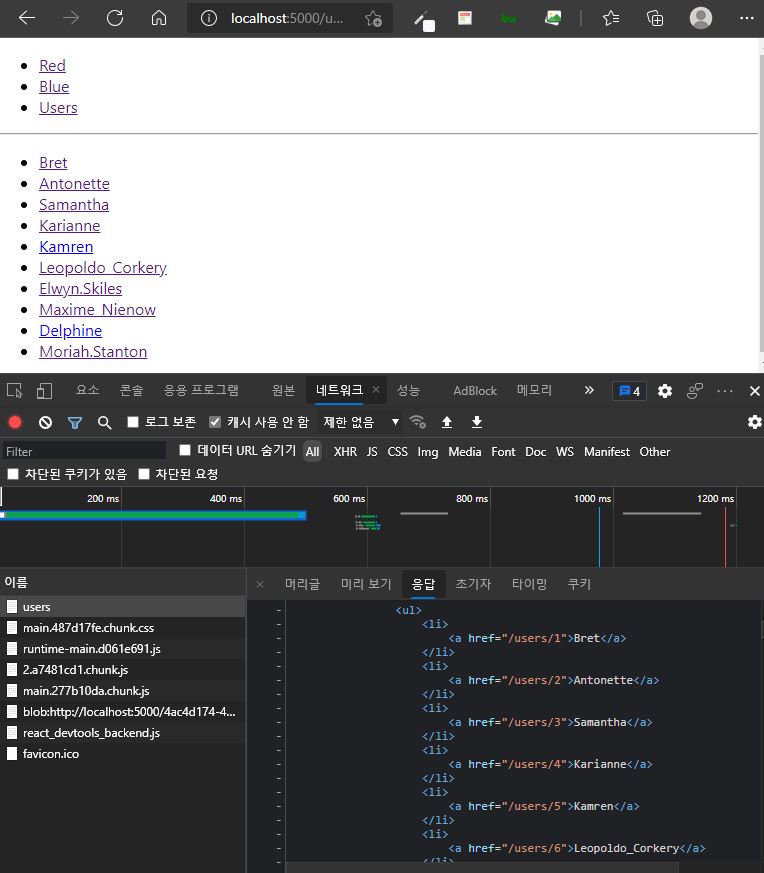 localhost:5000/u...
bw
Red
Blue
Users
Bret
Antonette
Samantha
Karianne
Kamren
Leopoldo_Corkery
Elwyn.Skiles
Maxime_Nienow
Delphine
Moriah.Stanton
요소 콘솔 응용 프로그램 원본 네트워크 × 성능 AdBlock 메모리 » 4
로그 보존 캐시 사용 안 함 제한 없음
Filter 데이터 URL 숨기기 All XHR JS CSS Img Media Font Doc WS Manifest Other
차단된 쿠키가 있음 차단된 요청
200 ms 400 ms 600 ms 800 ms 1000 ms 1200 ms
이름 × 머리글 미리 보기 응답 초기자 타이밍 쿠키
users
main.487d17fe.chunk.css
runtime-main.d061e691.js
2.a7481cd1.chunk.js
main.277b10da.chunk.js
blob:http://localhost:5000/4ac4d174-4...
react_devtools_backend.js
favicon.ico
- <ul>
- <li>
- <a href="/users/1">Bret</a>
- </li>
- <li>
- <a href="/users/2">Antonette</a>
- </li>
- <li>
- <a href="/users/3">Samantha</a>
- </li>
- <li>
- <a href="/users/4">Karianne</a>
- </li>
- <li>
- <a href="/users/5">Kamren</a>
- </li>
- <li>
- <a href="/users/6">Leopoldo_Corkery</a>
- </li>